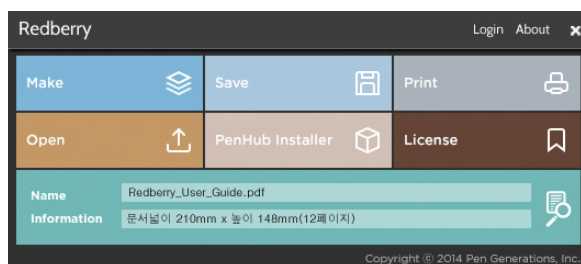 Redberry Login About
Make Save Print
Open PenHub Installer License
Name Redberry_User_Guide.pdf
Information 문서넓이 210mm x 높이 148mm(12페이지)
Copyright © 2014 Pen Generations, Inc.